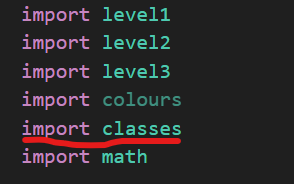 import level1
import level2
import level3
import colours
import classes
import math